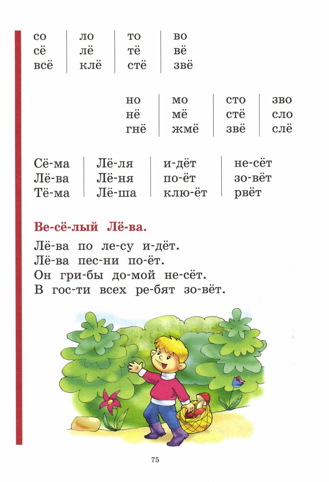 со ло то во
сё лё тё вё
всё клё стё звё
но мо сто зво
нё мё стё сло
гнё жмё звё слё
Сё-ма Лё-ля и-дёт не-сёт
Лё-ва Лё-ня по-ёт зо-вёт
Тё-ма Лё-ша клю-ёт рвёт
Ве-сё-лый Лё-ва.
Лё-ва по ле-су и-дёт.
Лё-ва пес-ни по-ёт.
Он гри-бы до-мой не-сёт.
В гос-ти всех ре-бят зо-вёт.
75